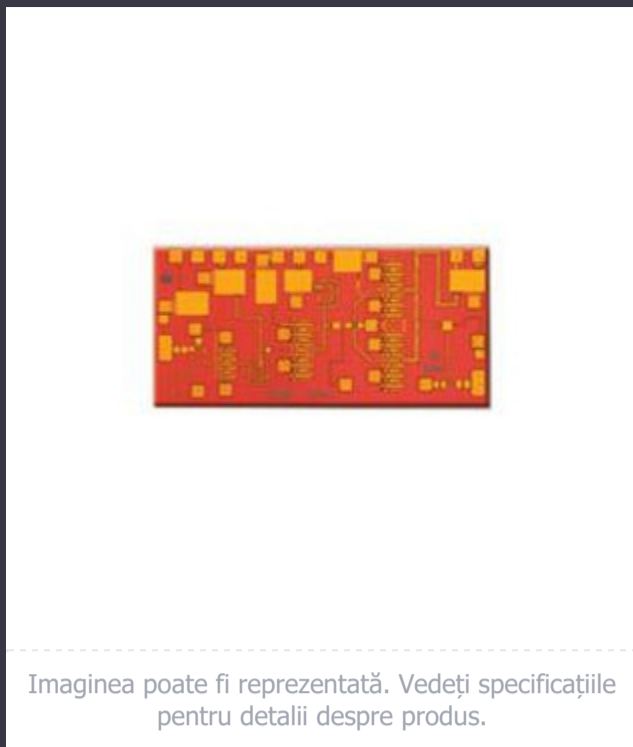 Imaginea poate fi reprezentată. Vedeți specificațiile
pentru detalii despre produs.